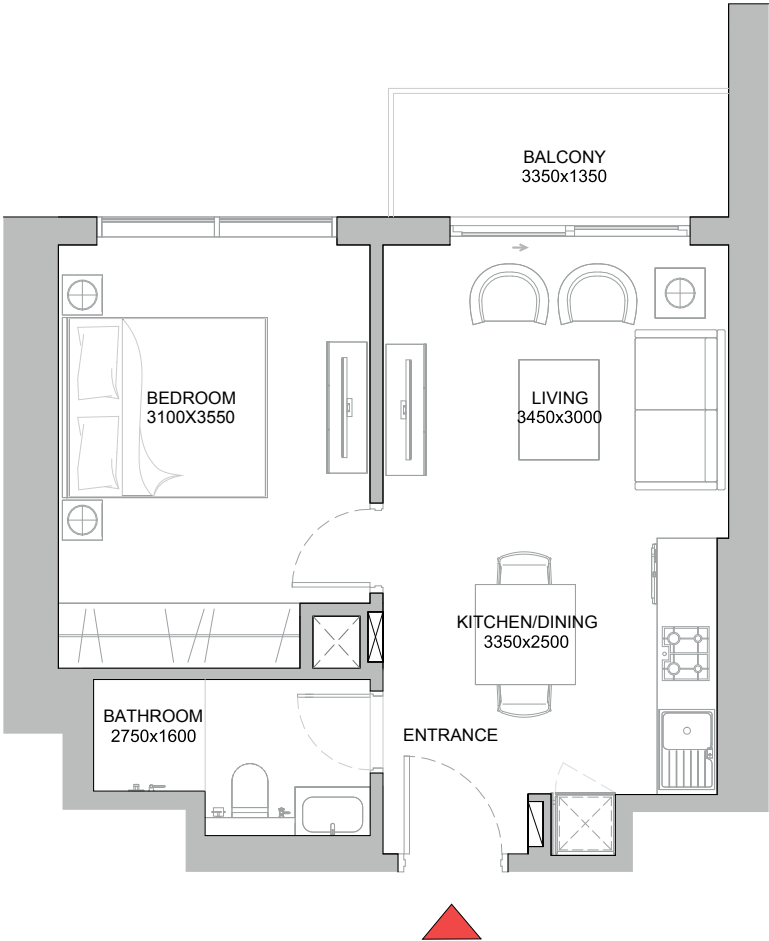 BALCONY
3350x1350
BEDROOM
3100X3550
LIVING
3450x3000
KITCHEN/DINING
3350x2500
BATHROOM
2750x1600
ENTRANCE